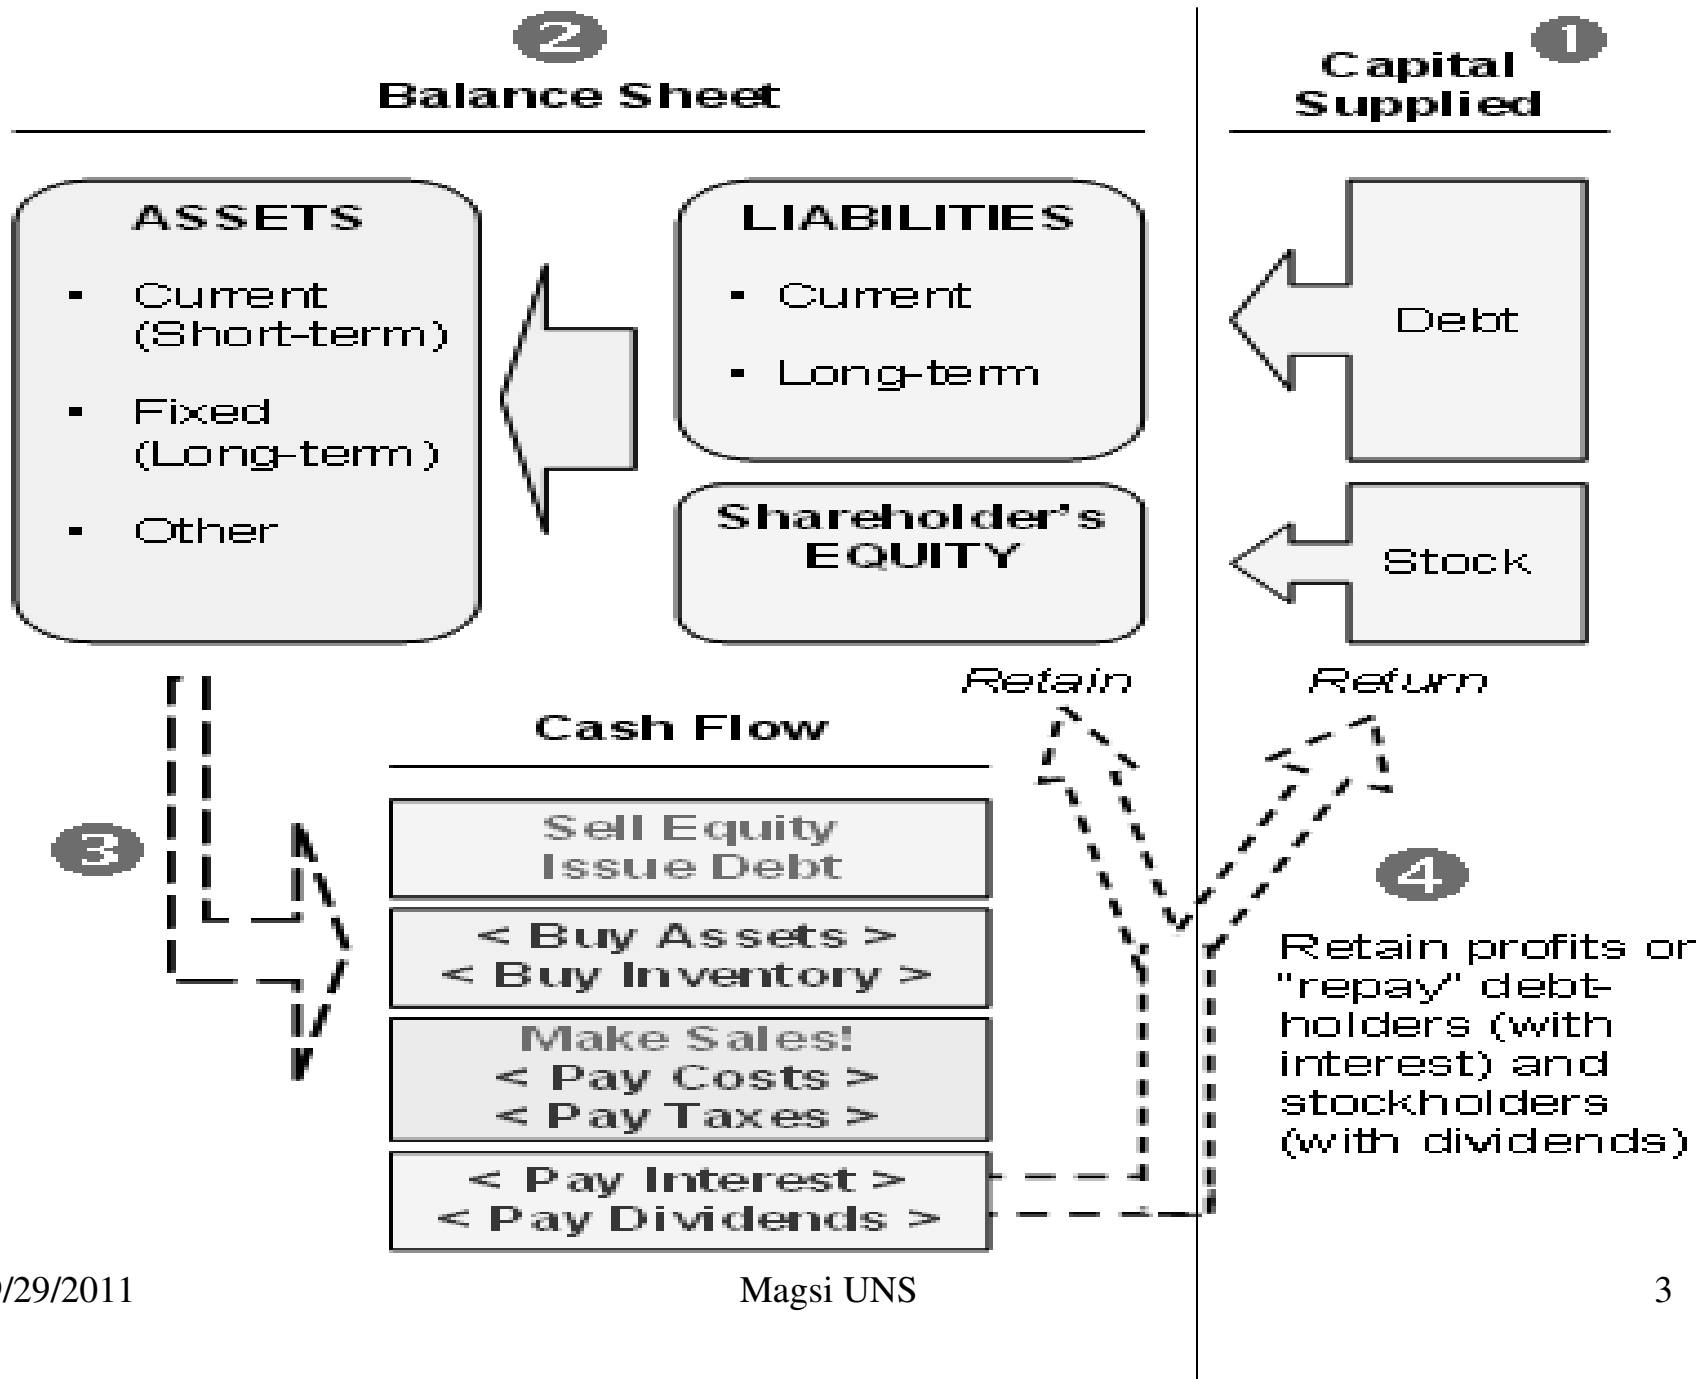 2
Balance Sheet
1
Capital
Supplied
ASSETS
▪ Current
(Short-term)
▪ Fixed
(Long-term)
▪ Other
LIABILITIES
▪ Current
▪ Long-term
Shareholder's
EQUITY
Debt
Stock
Retain
Return
3
Cash Flow
Sell Equity
Issue Debt
< Buy Assets >
< Buy Inventory >
Make Sales!
< Pay Costs >
< Pay Taxes >
< Pay Interest >
< Pay Dividends >
4
Retain profits or
"repay" debt-
holders (with
interest) and
stockholders
(with dividends)
/29/2011
Magsi UNS
3